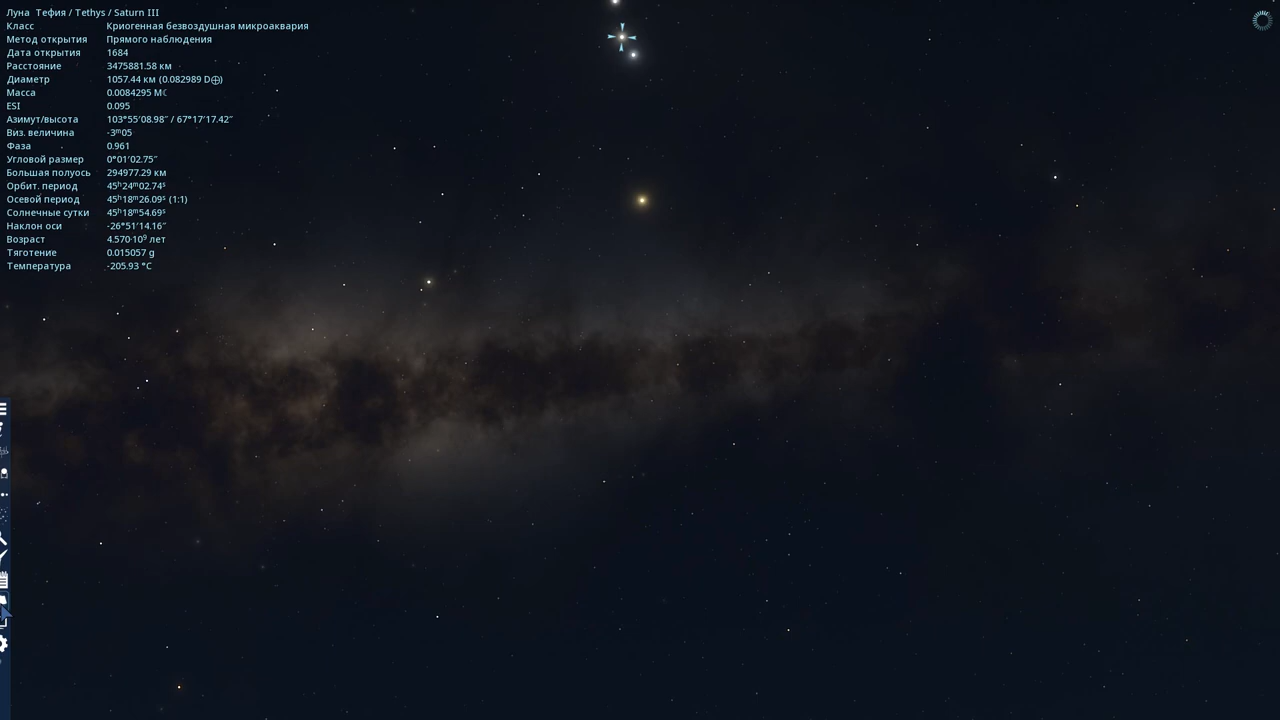 Луна Тефия / Tethys / Saturn III
Класс Криогенная безвоздушная микроаквария
Метод открытия Прямого наблюдения
Дата открытия 1684
Расстояние 3475881.58 км
Диаметр 1057.44 км (0.082989 D⊕)
Масса 0.0084295 M☾
ESI 0.095
Азимут/высота 103°55′08.98″ / 67°17′17.42″
Виз. величина -3ᵐ05
Фаза 0.961
Угловой размер 0°01′02.75″
Большая полуось 294977.29 км
Орбит. период 45ʰ24ᵐ02.74ˢ
Осевой период 45ʰ18ᵐ26.09ˢ (1:1)
Солнечные сутки 45ʰ18ᵐ54.69ˢ
Наклон оси -26°51′14.16″
Возраст 4.570·10⁹ лет
Тяготение 0.015057 g
Температура -205.93 °C